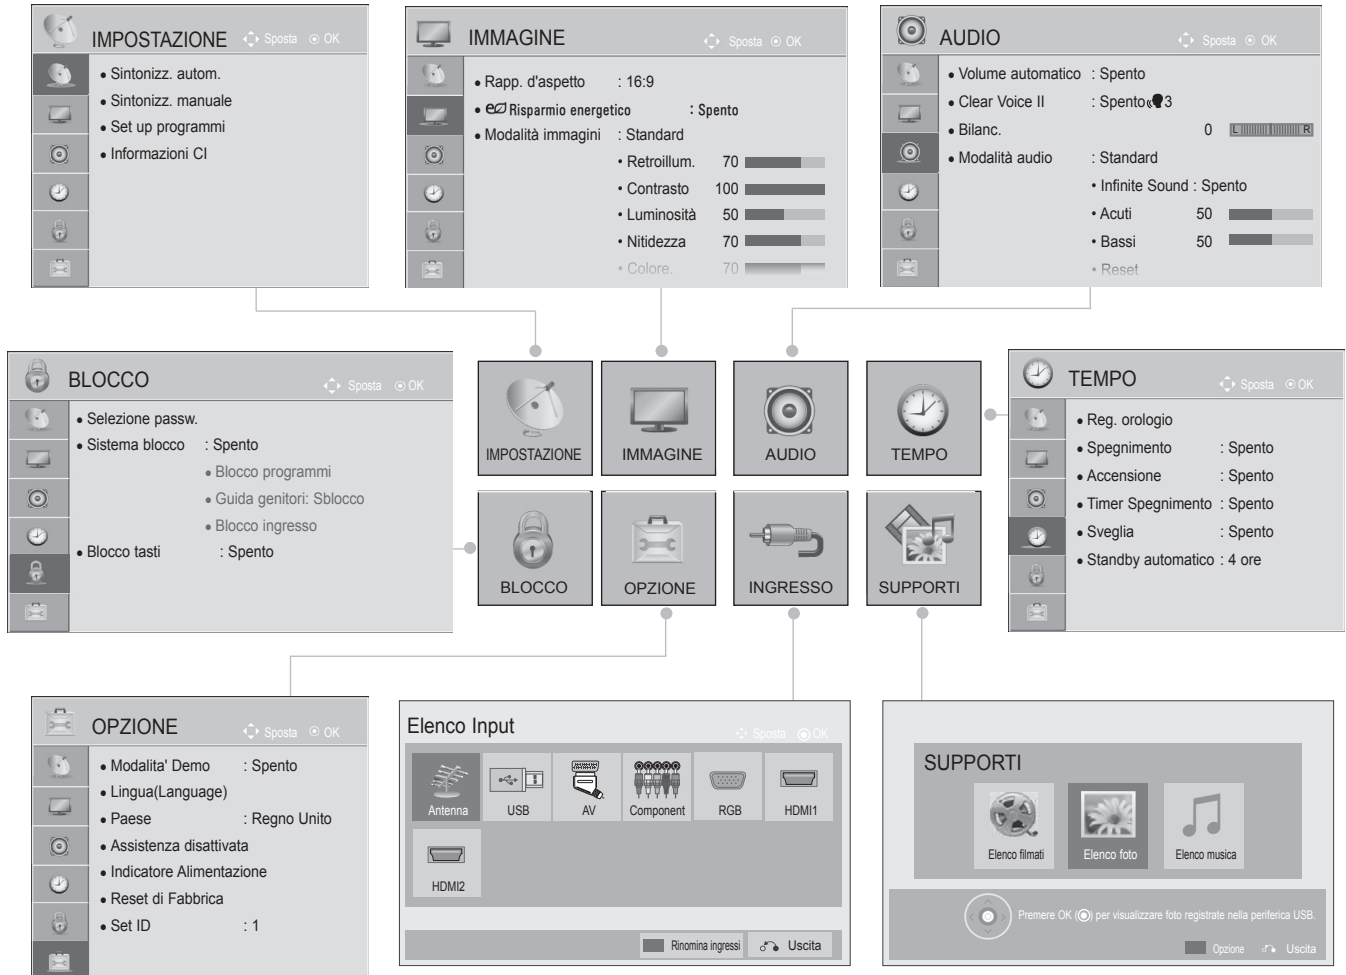 IMPOSTAZIONE Sposta OK
Sintonizz. autom.
Sintonizz. manuale
Set up programmi
Informazioni CI
IMMAGINE Sposta OK
Rapp. d'aspetto : 16:9
Risparmio energetico : Spento
Modalità immagini : Standard
Retroillum. 70
Contrasto 100
Luminosità 50
Nitidezza 70
Colore. 70
AUDIO Sposta OK
Volume automatico : Spento
Clear Voice II : Spento 3
Bilanc. 0 L R
Modalità audio : Standard
Infinite Sound : Spento
Acuti 50
Bassi 50
Reset
BLOCCO Sposta OK
Selezione passw.
Sistema blocco : Spento
Blocco programmi
Guida genitori: Sblocco
Blocco ingresso
Blocco tasti : Spento
IMPOSTAZIONE
IMMAGINE
AUDIO
TEMPO
BLOCCO
OPZIONE
INGRESSO
SUPPORTI
TEMPO Sposta OK
Reg. orologio
Spegnimento : Spento
Accensione : Spento
Timer Spegnimento : Spento
Sveglia : Spento
Standby automatico : 4 ore
OPZIONE Sposta OK
Modalita' Demo : Spento
Lingua(Language)
Paese : Regno Unito
Assistenza disattivata
Indicatore Alimentazione
Reset di Fabbrica
Set ID : 1
Elenco Input Sposta OK
Antenna
USB
AV
Component
RGB
HDMI1
HDMI2
Rinomina ingressi Uscita
SUPPORTI
Elenco filmati
Elenco foto
Elenco musica
Premere OK (◉) per visualizzare foto registrate nella periferica USB.
Opzione Uscita